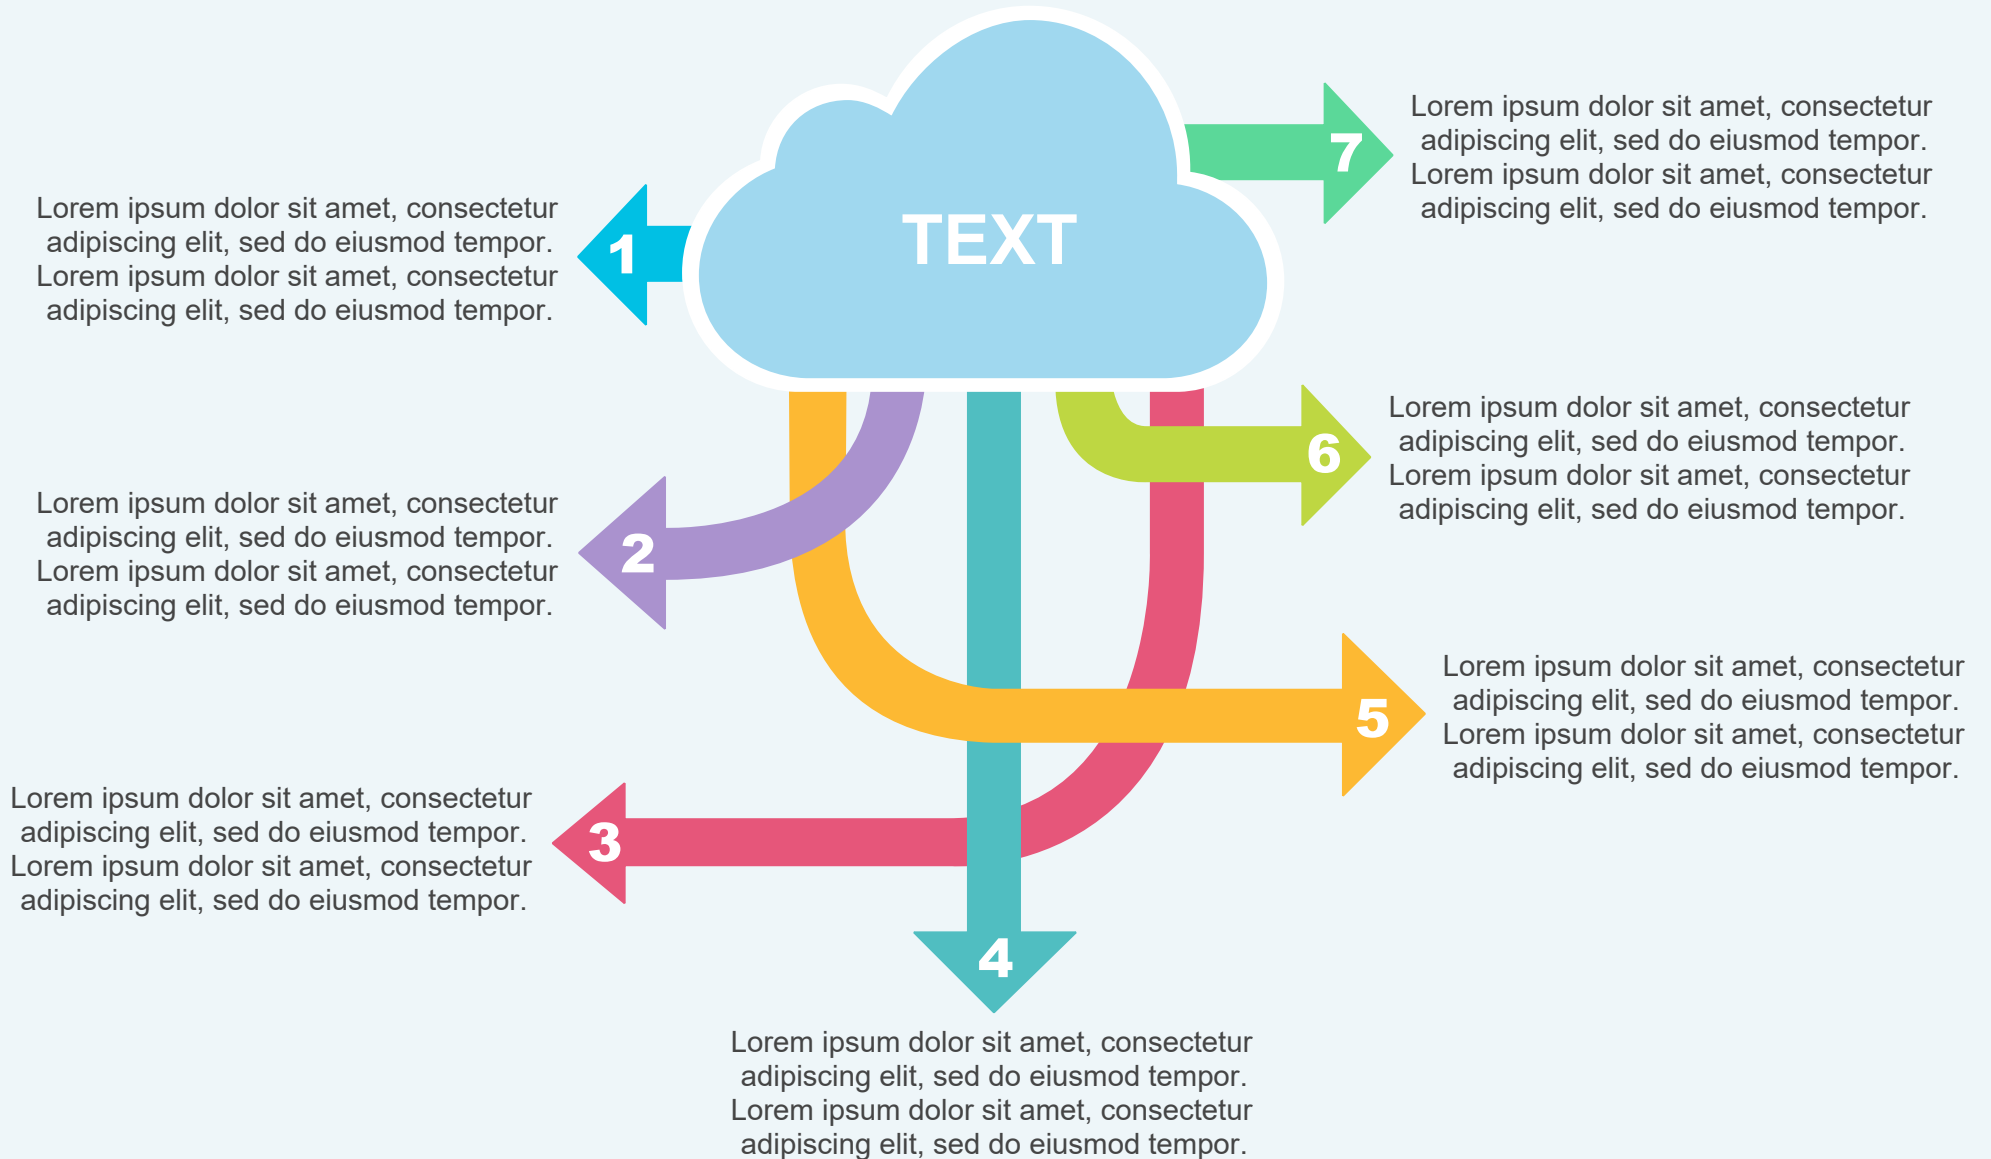 TEXT
1
Lorem ipsum dolor sit amet, consectetur
adipiscing elit, sed do eiusmod tempor.
Lorem ipsum dolor sit amet, consectetur
adipiscing elit, sed do eiusmod tempor.
2
Lorem ipsum dolor sit amet, consectetur
adipiscing elit, sed do eiusmod tempor.
Lorem ipsum dolor sit amet, consectetur
adipiscing elit, sed do eiusmod tempor.
3
Lorem ipsum dolor sit amet, consectetur
adipiscing elit, sed do eiusmod tempor.
Lorem ipsum dolor sit amet, consectetur
adipiscing elit, sed do eiusmod tempor.
4
Lorem ipsum dolor sit amet, consectetur
adipiscing elit, sed do eiusmod tempor.
Lorem ipsum dolor sit amet, consectetur
adipiscing elit, sed do eiusmod tempor.
5
Lorem ipsum dolor sit amet, consectetur
adipiscing elit, sed do eiusmod tempor.
Lorem ipsum dolor sit amet, consectetur
adipiscing elit, sed do eiusmod tempor.
6
Lorem ipsum dolor sit amet, consectetur
adipiscing elit, sed do eiusmod tempor.
Lorem ipsum dolor sit amet, consectetur
adipiscing elit, sed do eiusmod tempor.
7
Lorem ipsum dolor sit amet, consectetur
adipiscing elit, sed do eiusmod tempor.
Lorem ipsum dolor sit amet, consectetur
adipiscing elit, sed do eiusmod tempor.